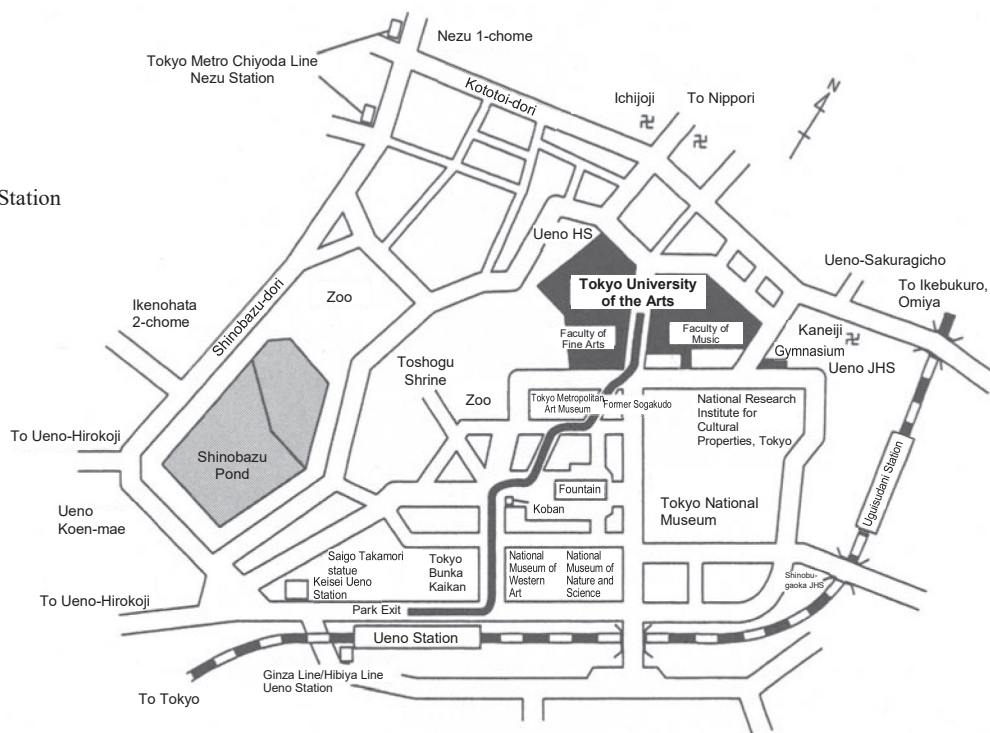 Nezu 1-chome
Tokyo Metro Chiyoda Line
Nezu Station
Kototoi-dori
Ichijoji
卍
To Nippori
卍
N
Station
Ueno HS
Ueno-Sakuragicho
To Ikebukuro,
Omiya
Tokyo University
of the Arts
Zoo
Ikenohata
2-chome
Shinobazu-dori
Faculty of
Fine Arts
Faculty of
Music
Kaneiji
卍
Gymnasium
Ueno JHS
Toshogu
Shrine
Zoo
Tokyo Metropolitan
Art Museum
Former Sogakudo
National Research
Institute for
Cultural
Properties, Tokyo
To Ueno-Hirokoji
Shinobazu
Pond
Uguisudani Station
Fountain
Koban
Tokyo National
Museum
Ueno
Koen-mae
Saigo Takamori
statue
Keisei Ueno
Station
Tokyo
Bunka
Kaikan
National
Museum of
Western
Art
National
Museum of
Nature and
Science
Shinobu-
gaoka JHS
To Ueno-Hirokoji
Park Exit
Ueno Station
Ginza Line/Hibiya Line
Ueno Station
To Tokyo